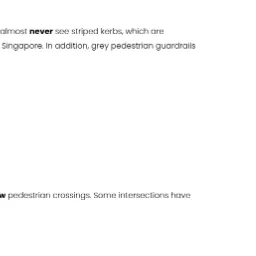 almost never see striped kerbs, which are
Singapore. In addition, grey pedestrian guardrails
pedestrian crossings. Some intersections have